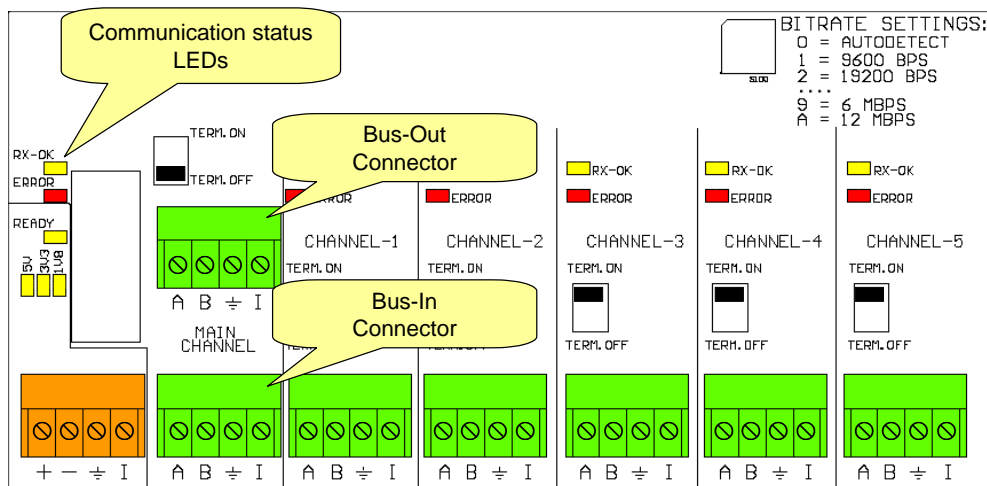 Communication status
LEDs
BITRATE SETTINGS:
0 = AUTODETECT
1 = 9600 BPS
2 = 19200 BPS
....
9 = 6 MBPS
A = 12 MBPS
S100
TERM.ON
TERM.OFF
Bus-Out
Connector
RX-OK
ERROR
READY
5V
3V3
1V8
A B I
MAIN
CHANNEL
Bus-In
Connector
ERROR
CHANNEL-1
TERM.ON
ERROR
CHANNEL-2
TERM.ON
RX-OK
ERROR
CHANNEL-3
TERM.ON
TERM.OFF
RX-OK
ERROR
CHANNEL-4
TERM.ON
TERM.OFF
RX-OK
ERROR
CHANNEL-5
TERM.ON
TERM.OFF
+ − I
A B I
A B I
A B I
A B I
A B I
A B I